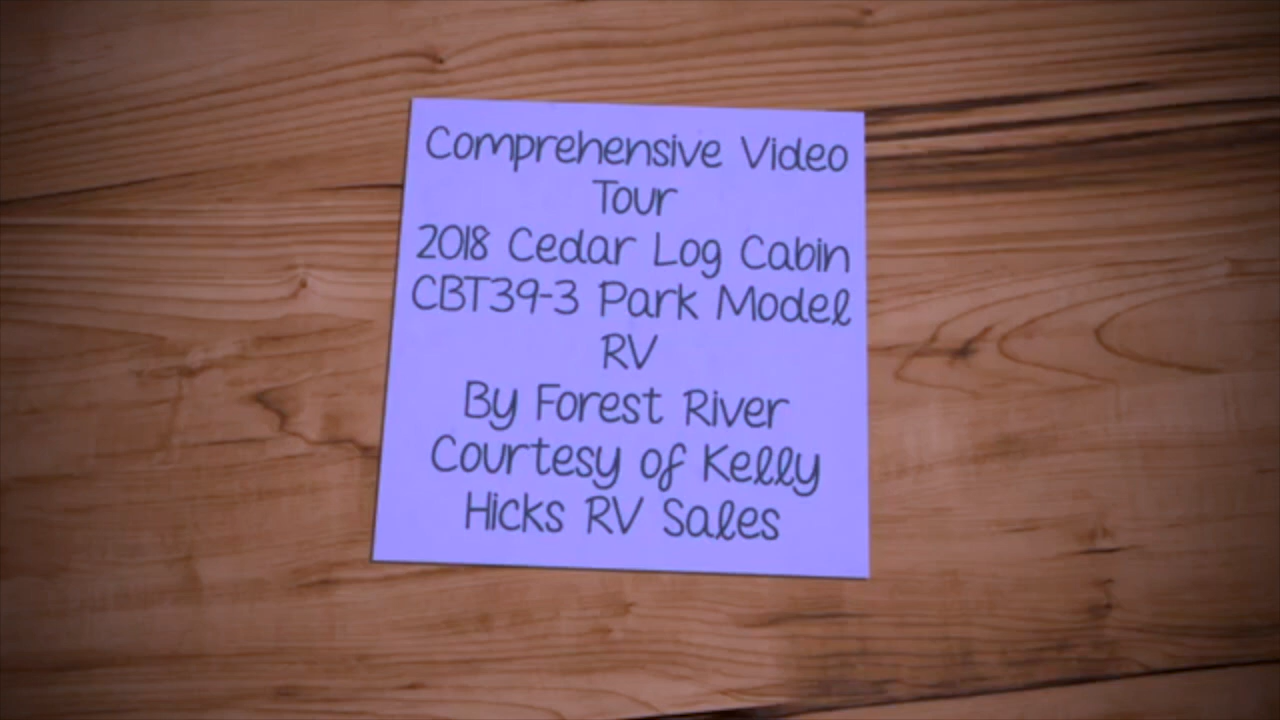 Comprehensive Video
Tour
2018 Cedar Log Cabin
CBT39-3 Park Model
RV
By Forest River
Courtesy of Kelly
Hicks RV Sales